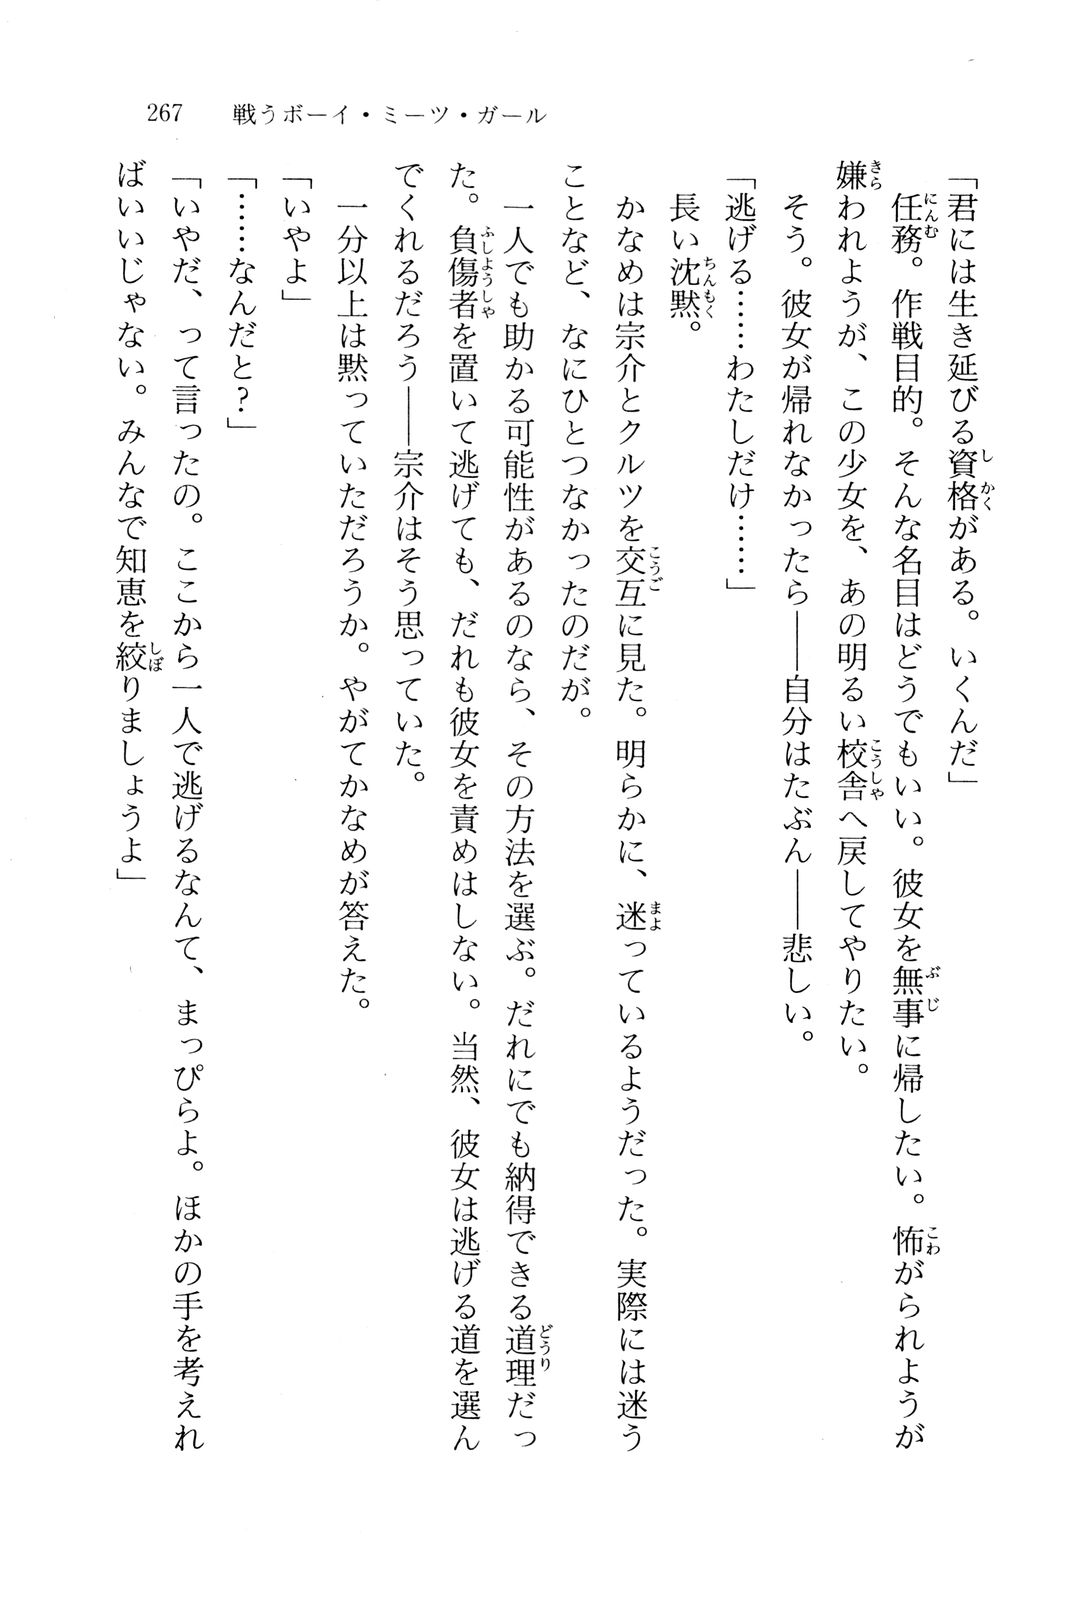 267 戦うボーイ・ミーツ・ガール
「君には生き延びる資格がある。いくんだ」
任務。作戦目的。そんな名目はどうでもいい。彼女を無事に帰したい。怖がられようが
嫌われようが、この少女を、あの明るい校舎へ戻してやりたい。
そう。彼女が帰れなかったら――自分はたぶん――悲しい。
「逃げる……わたしだけ……」
長い沈黙。
かなめは宗介とクルツを交互に見た。明らかに、迷っているようだった。実際には迷う
ことなど、なにひとつなかったのだが。
一人でも助かる可能性があるのなら、その方法を選ぶ。だれにでも納得できる道理だっ
た。負傷者を置いて逃げても、だれも彼女を責めはしない。当然、彼女は逃げる道を選ん
でくれるだろう――宗介はそう思っていた。
一分以上は黙っていただろうか。やがてかなめが答えた。
「いやよ」
「……なんだと?」
「いやだ、って言ったの。ここから一人で逃げるなんて、まっぴらよ。ほかの手を考えれ
ばいいじゃない。みんなで知恵を絞りましょうよ」